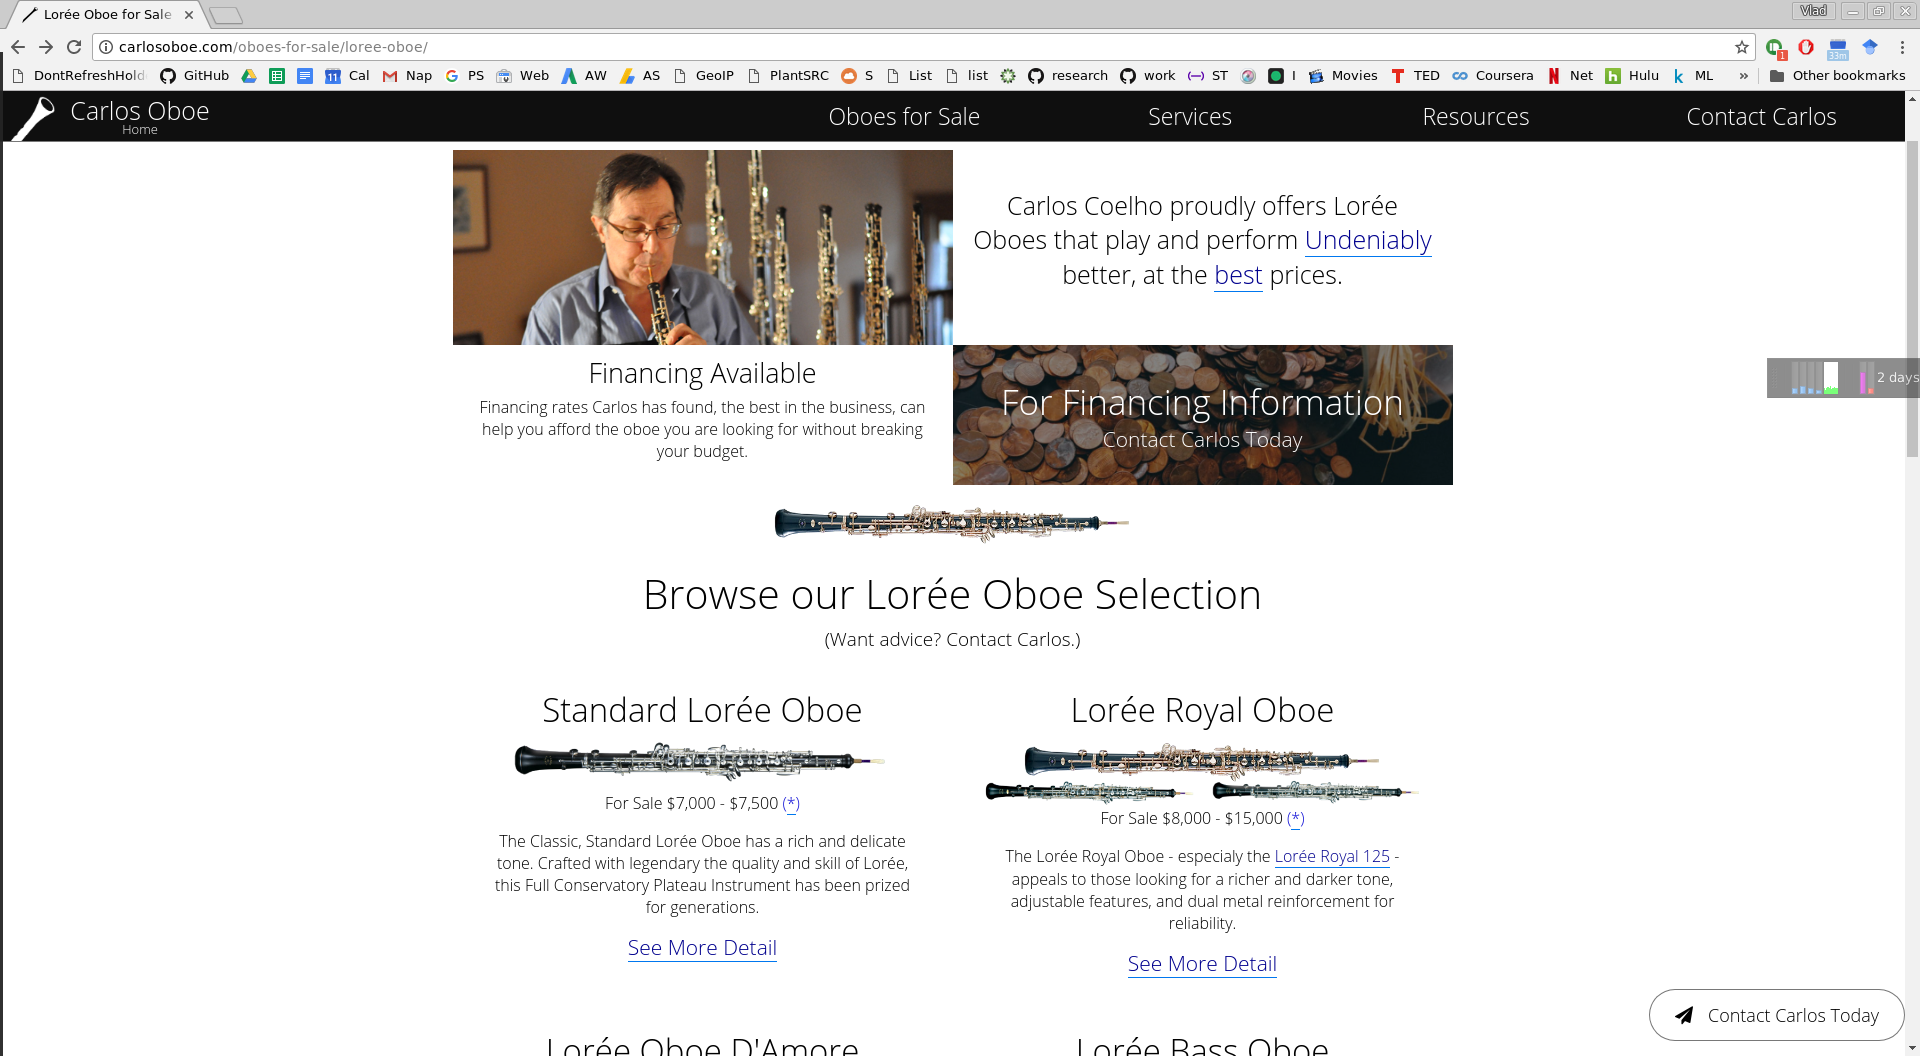 Lorée Oboe for Sale
Vlad
carlosoboe.com/oboes-for-sale/loree-oboe/
1
33m
DontRefreshHold
GitHub
11
Cal
Nap
PS
Web
AW
AS
GeoIP
PlantSRC
S
List
list
research
work
ST
I
Movies
TED
Coursera
Net
Hulu
ML
»
Other bookmarks
Carlos Oboe
Home
Oboes for Sale
Services
Resources
Contact Carlos
Carlos Coelho proudly offers Lorée
Oboes that play and perform Undeniably
better, at the best prices.
Financing Available
Financing rates Carlos has found, the best in the business, can
help you afford the oboe you are looking for without breaking
your budget.
For Financing Information
Contact Carlos Today
2 days
Browse our Lorée Oboe Selection
(Want advice? Contact Carlos.)
Standard Lorée Oboe
For Sale $7,000 - $7,500 (*)
The Classic, Standard Lorée Oboe has a rich and delicate
tone. Crafted with legendary the quality and skill of Lorée,
this Full Conservatory Plateau Instrument has been prized
for generations.
See More Detail
Lorée Royal Oboe
For Sale $8,000 - $15,000 (*)
The Lorée Royal Oboe - especialy the Lorée Royal 125 -
appeals to those looking for a richer and darker tone,
adjustable features, and dual metal reinforcement for
reliability.
See More Detail
Lorée Oboe D'Amore
Lorée Bass Oboe
Contact Carlos Today